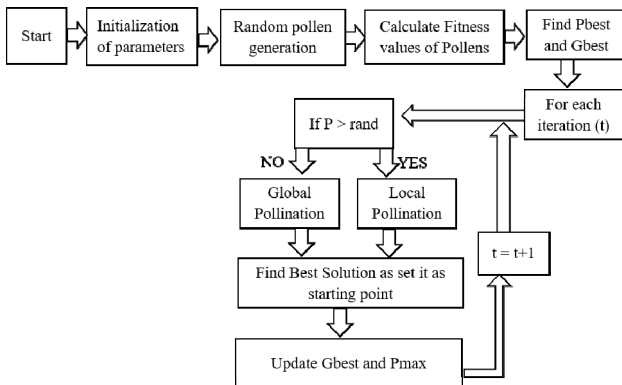 Start
Initialization
of parameters
Random pollen
generation
Calculate Fitness
values of Pollens
Find Pbest
and Gbest
For each
iteration (t)
If P > rand
NO
YES
Global
Pollination
Local
Pollination
t = t+1
Find Best Solution as set it as
starting point
Update Gbest and Pmax